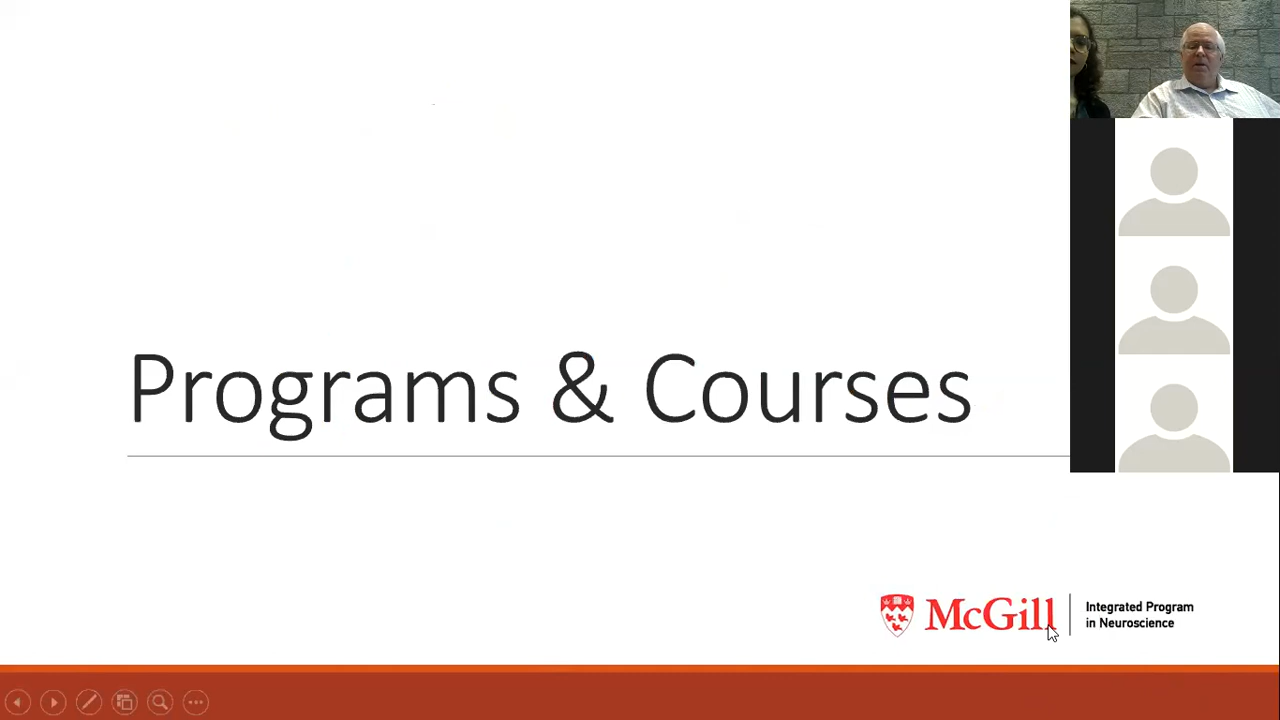 Programs & Courses
McGill
Integrated Program
in Neuroscience